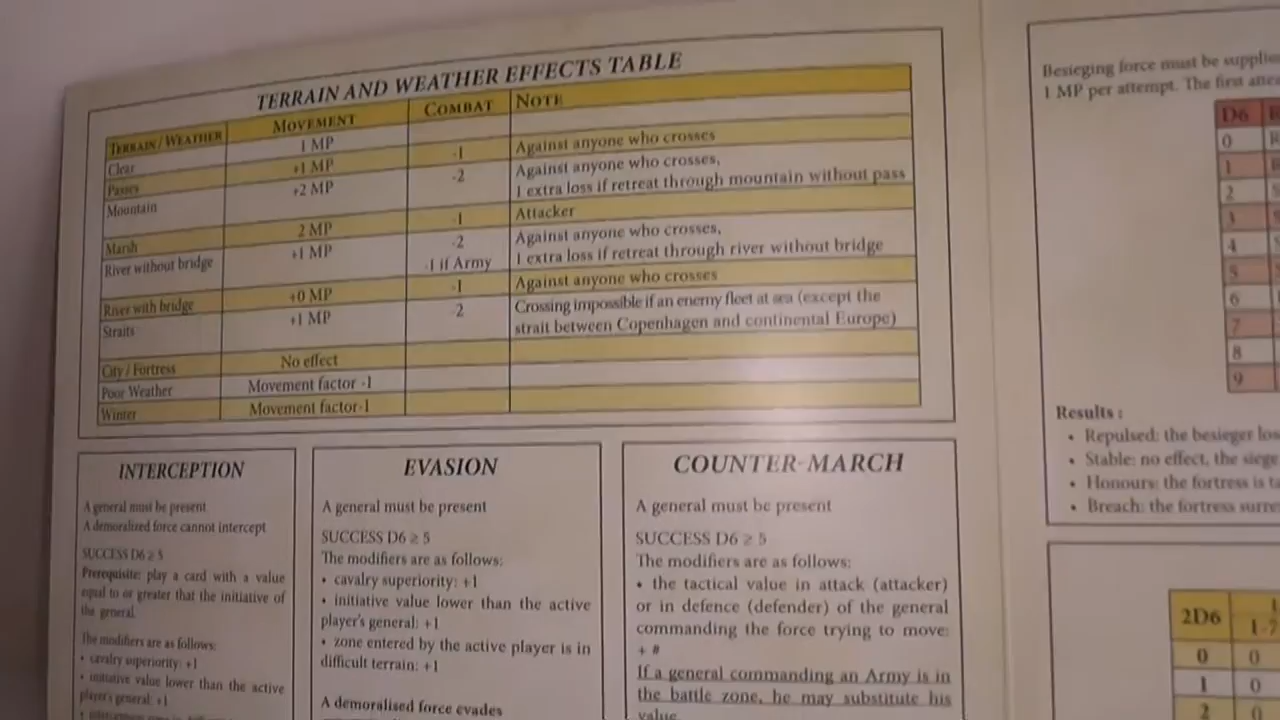 TERRAIN AND WEATHER EFFECTS TABLE
TERRAIN / WEATHER MOVEMENT COMBAT NOTE
Clear 1 MP
Passes +1 MP -1 Against anyone who crosses
Mountain +2 MP -2 Against anyone who crosses,
1 extra loss if retreat through mountain without pass
Marsh 2 MP -1 Attacker
River without bridge +1 MP -2 Against anyone who crosses,
-1 if Army 1 extra loss if retreat through river without bridge
River with bridge +0 MP -1 Against anyone who crosses
Straits +1 MP -2 Crossing impossible if an enemy fleet at sea (except the
strait between Copenhagen and continental Europe)
City / Fortress No effect
Poor Weather Movement factor -1
Winter Movement factor-1
INTERCEPTION
A general must be present
A demoralised force cannot intercept
SUCCESS D6 ≥ 5
Prerequisite: play a card with a value
equal to or greater that the initiative of
the general.
The modifiers are as follows:
• cavalry superiority: +1
• initiative value lower than the active
player's general: +1
EVASION
A general must be present
SUCCESS D6 ≥ 5
The modifiers are as follows:
• cavalry superiority: +1
• initiative value lower than the active
player's general: +1
• zone entered by the active player is in
difficult terrain: +1
A demoralised force evades
COUNTER-MARCH
A general must be present
SUCCESS D6 ≥ 5
The modifiers are as follows:
• the tactical value in attack (attacker)
or in defence (defender) of the general
commanding the force trying to move:
+ #
If a general commanding an Army is in
the battle zone, he may substitute his
value.
Besieging force must be
1 MP per attempt. The first
D6
0
1
2
3
4
5
6
7
8
9
Results :
• Repulsed: the besieger
• Stable: no effect, the siege
• Honours: the fortress is
• Breach: the fortress
2D6
0 0
1 0
2 0